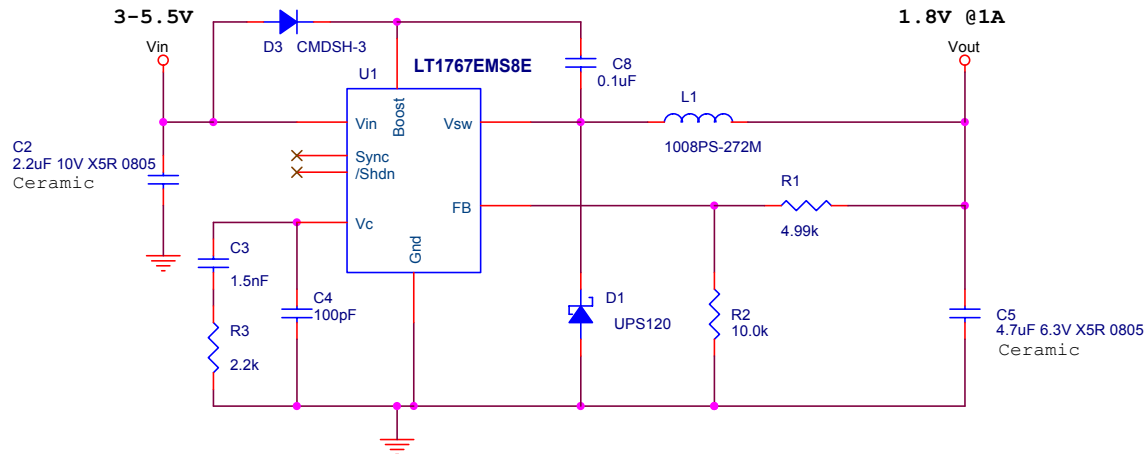 3-5.5V
1.8V @1A
Vin
D3 CMDSH-3
Vout
U1
LT1767EMS8E
C8
0.1uF
L1
1008PS-272M
Vin
Boost
Vsw
Sync
/Shdn
FB
Vc
Gnd
C2
2.2uF 10V X5R 0805
Ceramic
R1
4.99k
C3
1.5nF
C4
100pF
R3
2.2k
D1
UPS120
R2
10.0k
C5
4.7uF 6.3V X5R 0805
Ceramic